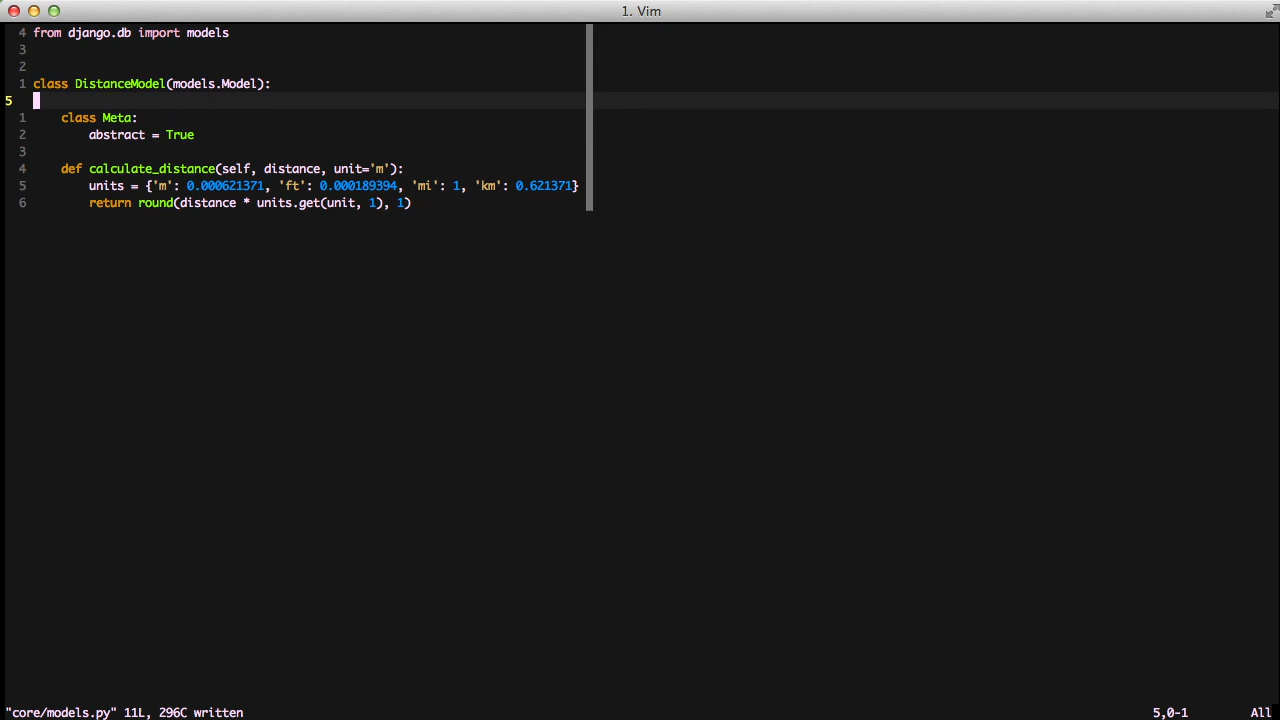 1. Vim
4 from django.db import models
3
2
1 class DistanceModel(models.Model):
5
1     class Meta:
2         abstract = True
3
4     def calculate_distance(self, distance, unit='m'):
5         units = {'m': 0.000621371, 'ft': 0.000189394, 'mi': 1, 'km': 0.621371}
6         return round(distance * units.get(unit, 1), 1)
"core/models.py" 11L, 296C written 5,0-1 All